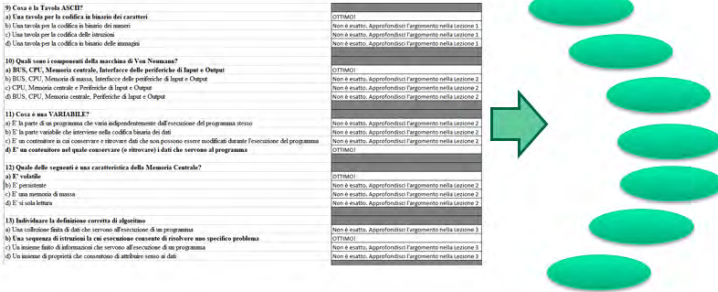 9) Cosa è la Tavola ASCII?
a) Una tavola per la codifica in binario dei caratteri OTTIMO!
b) Una tavola per la codifica in binario dei numeri Non è esatto. Approfondisci l'argomento nella Lezione 1
c) Una tavola per la codifica delle istruzioni Non è esatto. Approfondisci l'argomento nella Lezione 1
d) Una tavola per la codifica in binario delle immagini Non è esatto. Approfondisci l'argomento nella Lezione 1
10) Quali sono i componenti della macchina di Von Neumann?
a) BUS, CPU, Memoria centrale, Interfacce delle periferiche di Input e Output OTTIMO!
b) BUS, CPU, Memoria di massa, Interfacce delle periferiche di Input e Output Non è esatto. Approfondisci l'argomento nella Lezione 2
c) CPU, Memoria centrale e Periferiche di Input e Output Non è esatto. Approfondisci l'argomento nella Lezione 2
d) BUS, CPU, Memoria centrale, Periferiche di Input e Output Non è esatto. Approfondisci l'argomento nella Lezione 2
11) Cosa è una VARIABILE?
a) E' la parte di un programma che varia indipendentemente dall'esecuzione del programma stesso Non è esatto. Approfondisci l'argomento nella Lezione 2
b) E' la parte variabile che interviene nella codifica binaria dei dati Non è esatto. Approfondisci l'argomento nella Lezione 2
c) E' un contenitore in cui conservare e ritrovare dati che non possono essere modificati durante l'esecuzione del programma Non è esatto. Approfondisci l'argomento nella Lezione 2
d) E' un contenitore nel quale conservare (e ritrovare) i dati che servono al programma OTTIMO!
12) Quale delle seguenti è una caratteristica della Memoria Centrale?
a) E' volatile OTTIMO!
b) E' persistente Non è esatto. Approfondisci l'argomento nella Lezione 2
c) E' una memoria di massa Non è esatto. Approfondisci l'argomento nella Lezione 2
d) E' si sola lettura Non è esatto. Approfondisci l'argomento nella Lezione 2
13) Individuare la definizione corretta di algoritmo
a) Una collezione finita di dati che servono all'esecuzione di un programma Non è esatto. Approfondisci l'argomento nella Lezione 3
b) Una sequenza di istruzioni la cui esecuzione consente di risolvere uno specifico problema OTTIMO!
c) Un insieme finito di informazioni che servono all'esecuzione di un programma Non è esatto. Approfondisci l'argomento nella Lezione 3
d) Un insieme di proprietà che consentono di attribuire senso ai dati Non è esatto. Approfondisci l'argomento nella Lezione 3